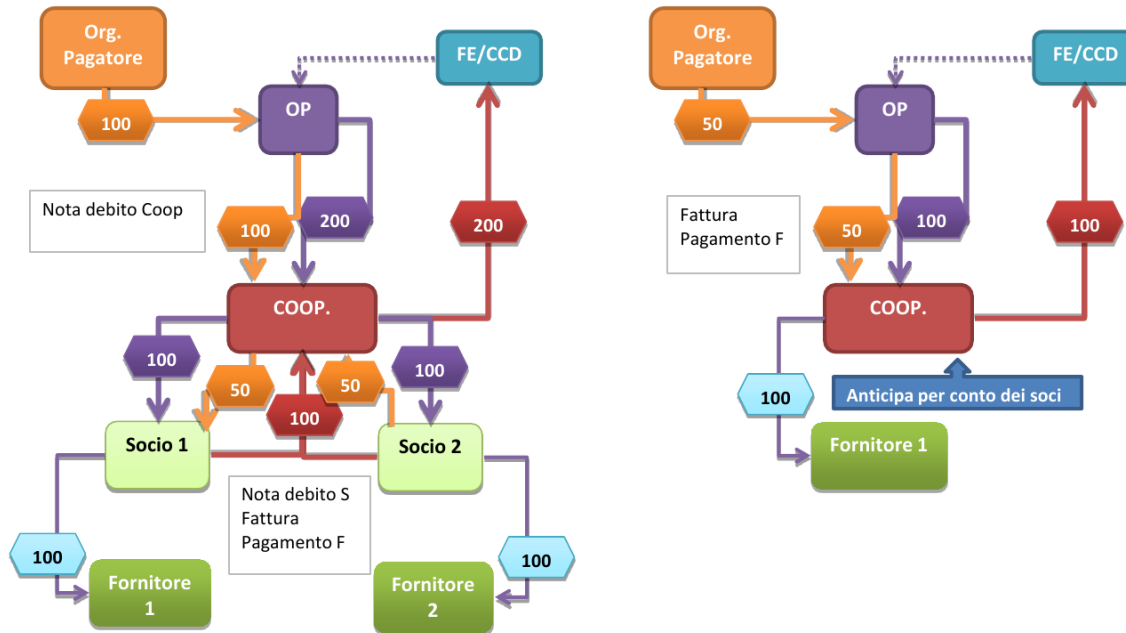 Org.
Pagatore
FE/CCD
100
OP
Nota debito Coop
100
200
200
COOP.
100
50
100
50
100
Socio 1
Socio 2
Nota debito S
Fattura
Pagamento F
100
100
Fornitore
1
Fornitore
2
Org.
Pagatore
FE/CCD
50
OP
Fattura
Pagamento F
50
100
100
COOP.
100
Anticipa per conto dei soci
Fornitore 1